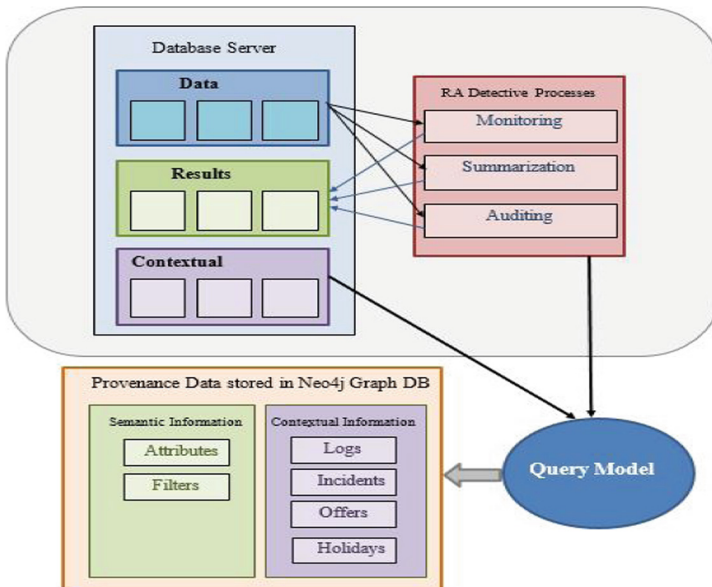 Database Server
Data
Results
Contextual
RA Detective Processes
Monitoring
Summarization
Auditing
Provenance Data stored in Neo4j Graph DB
Semantic Information
Attributes
Filters
Contextual Information
Logs
Incidents
Offers
Holidays
Query Model